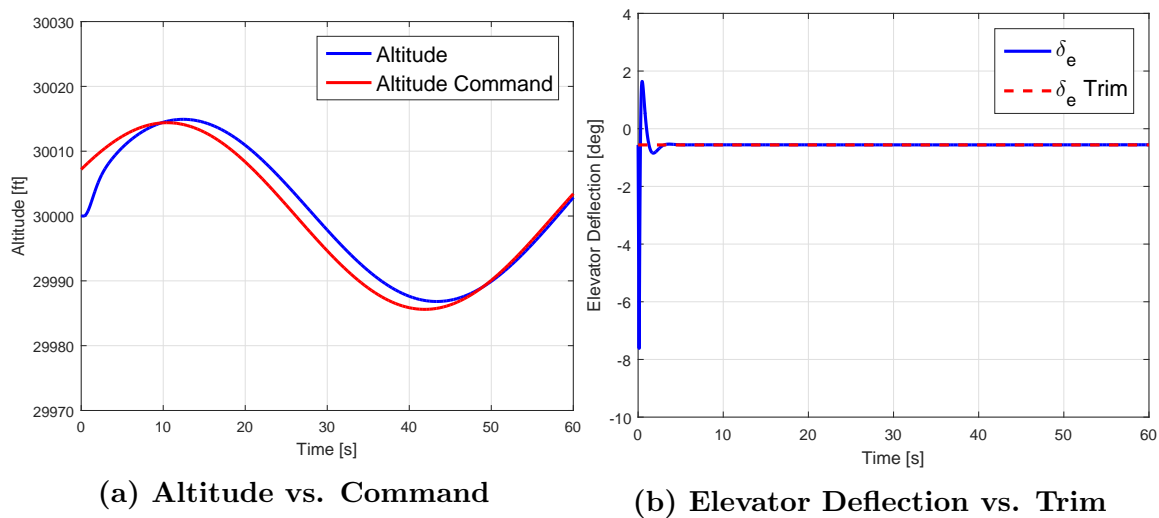 30030
30020
30010
30000
29990
29980
29970
0 10 20 30 40 50 60
Altitude [ft]
Time [s]
Altitude
Altitude Command
(a) Altitude vs. Command
4
2
0
-2
-4
-6
-8
-10
0 10 20 30 40 50 60
Elevator Deflection [deg]
Time [s]
δe
δe Trim
(b) Elevator Deflection vs. Trim